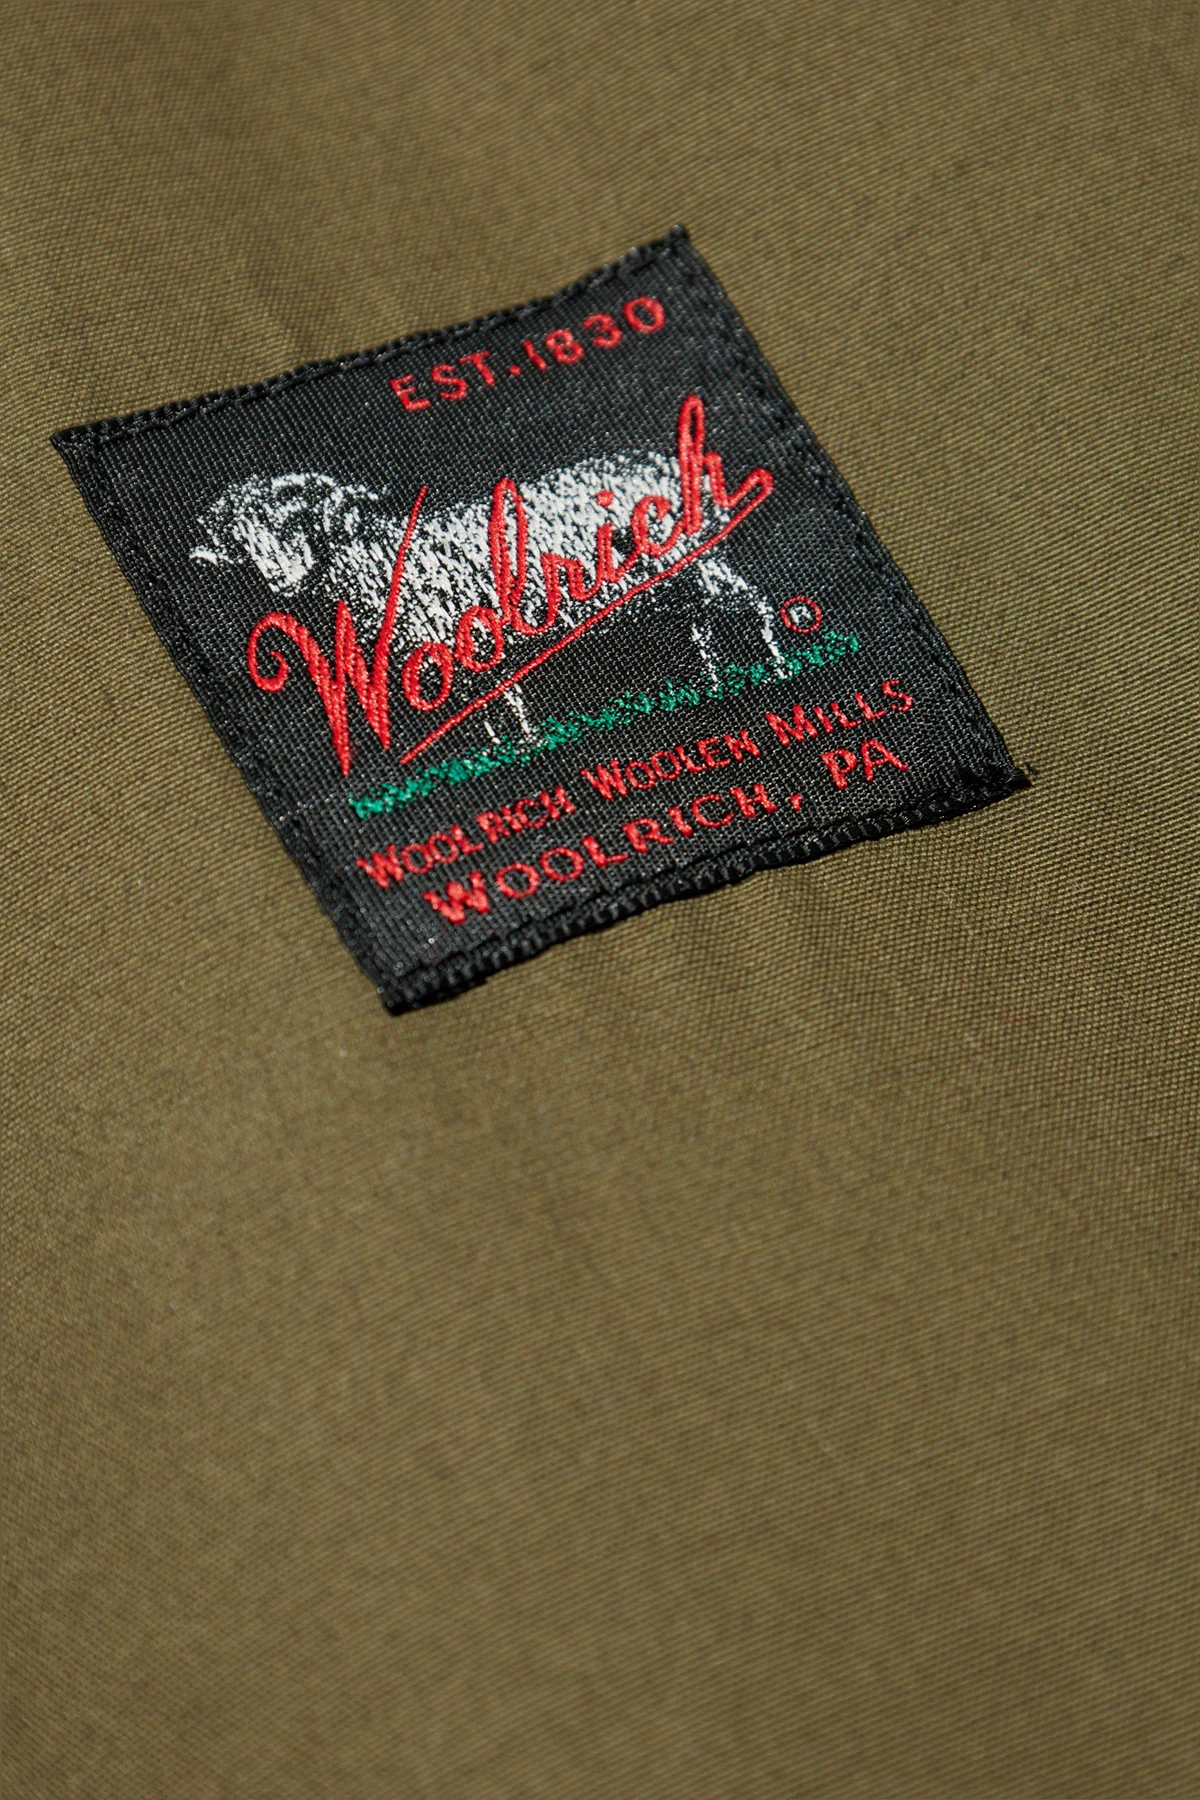 EST. 1830
Woolrich
®
WOOLRICH WOOLEN MILLS
WOOLRICH, PA